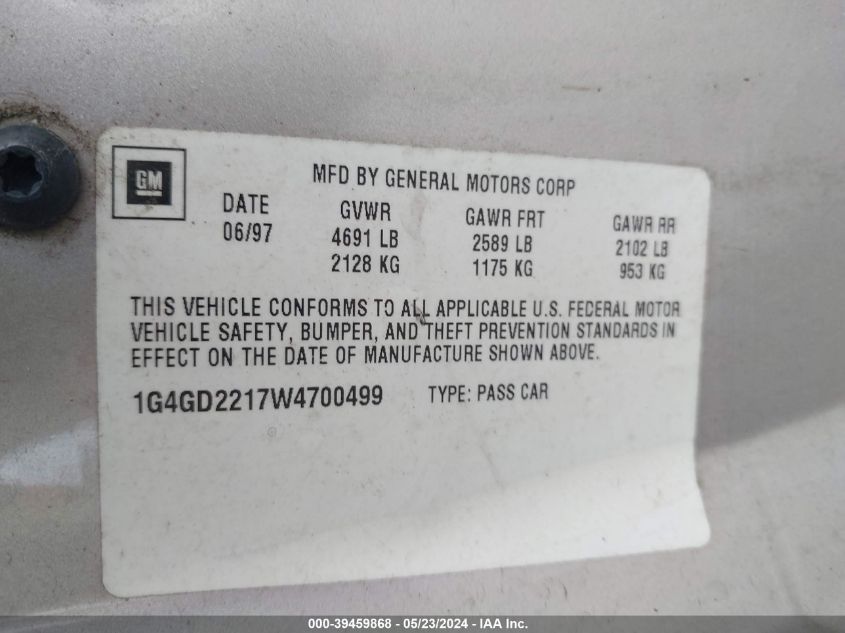 GM
MFD BY GENERAL MOTORS CORP
DATE GVWR GAWR FRT GAWR RR
06/97 4691 LB 2589 LB 2102 LB
2128 KG 1175 KG 953 KG
THIS VEHICLE CONFORMS TO ALL APPLICABLE U.S. FEDERAL MOTOR
VEHICLE SAFETY, BUMPER, AND THEFT PREVENTION STANDARDS IN
EFFECT ON THE DATE OF MANUFACTURE SHOWN ABOVE.
1G4GD2217W4700499 TYPE: PASS CAR
000-39459868 - 05/23/2024 - IAA Inc.